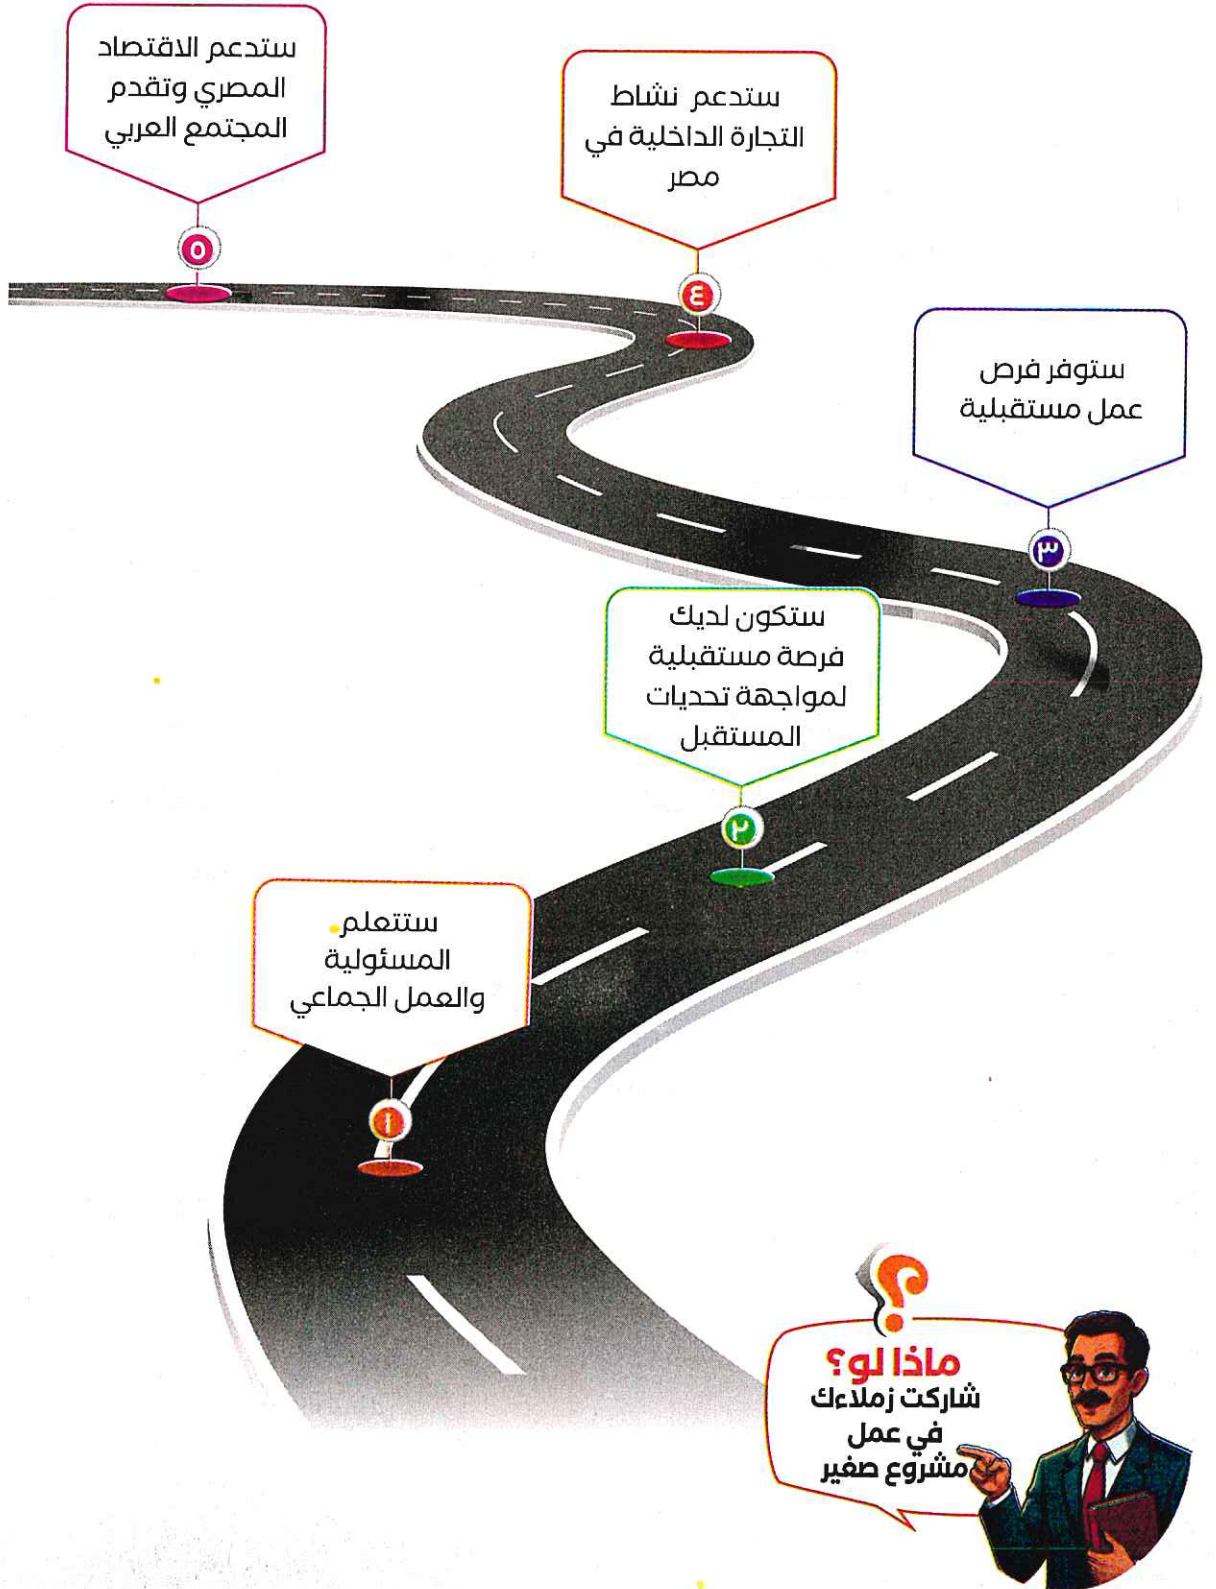 ستدعم الاقتصاد
المصري وتقدم
المجتمع العربي
٥
ستدعم نشاط
التجارة الداخلية في
مصر
٤
ستوفر فرص
عمل مستقبلية
٣
ستكون لديك
فرصة مستقبلية
لمواجهة تحديات
المستقبل
٢
ستتعلم
المسئولية
والعمل الجماعي
١
؟
ماذا لو؟
شاركت زملاءك
في عمل
مشروع صغير